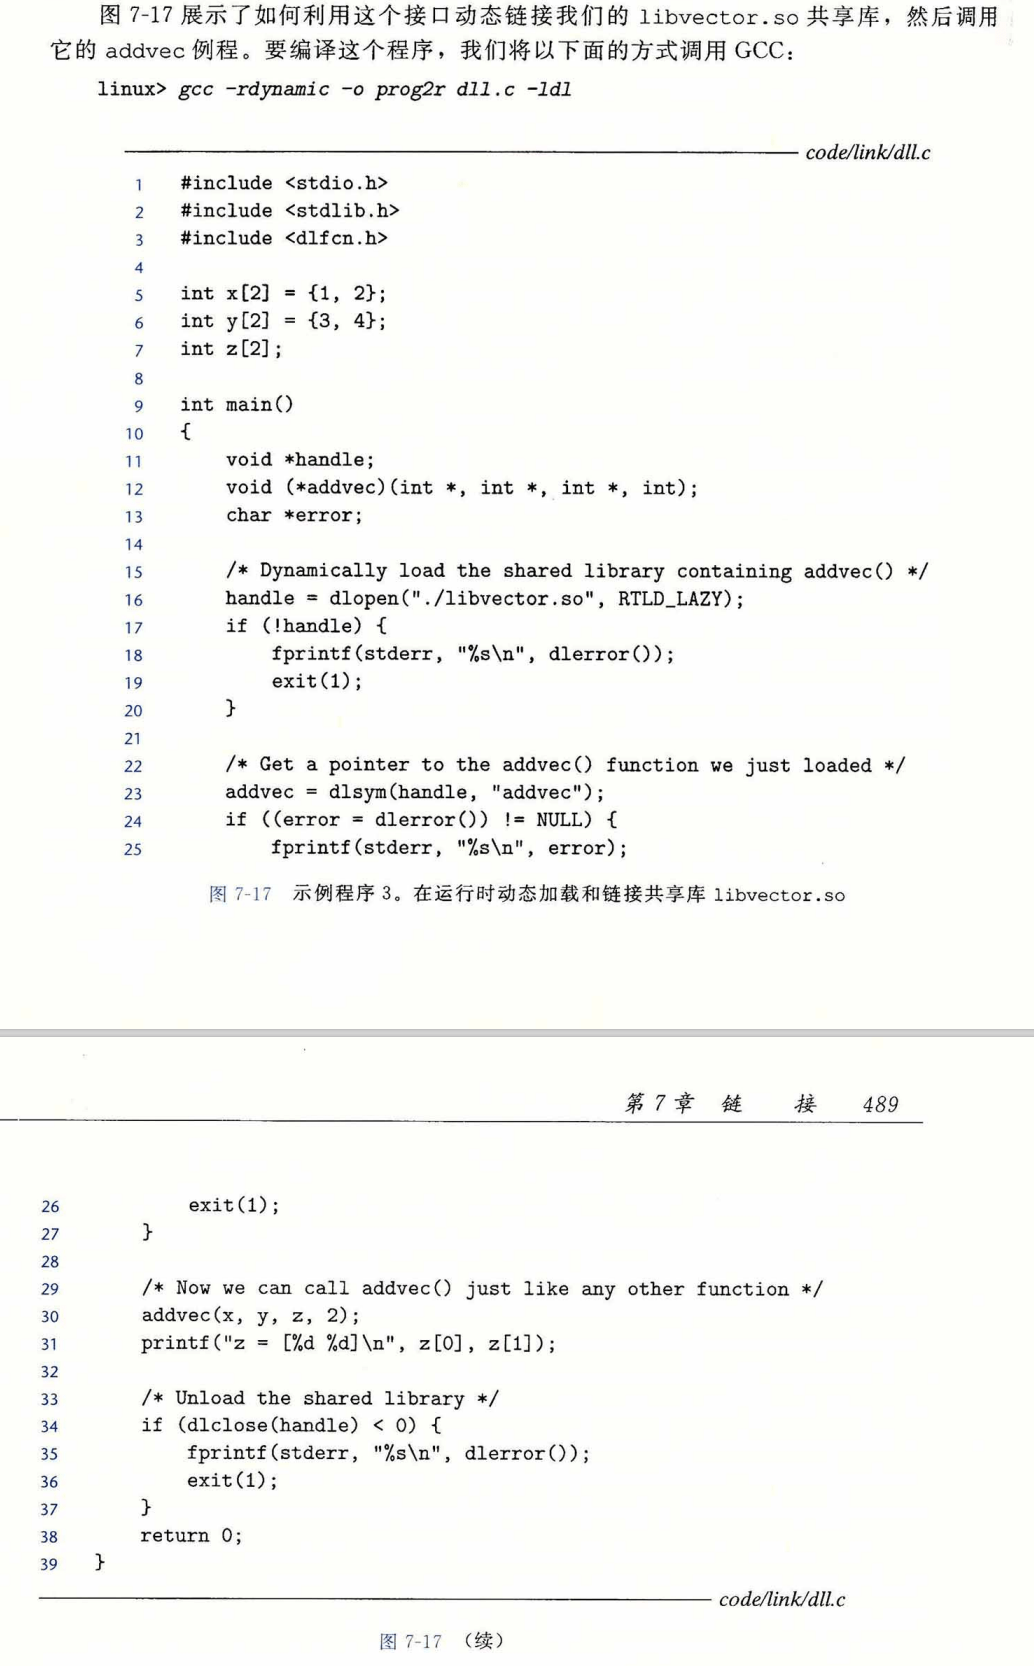 图 7-17 展示了如何利用这个接口动态链接我们的 libvector.so 共享库，然后调用
它的 addvec 例程。要编译这个程序，我们将以下面的方式调用 GCC：
linux> gcc -rdynamic -o prog2r dll.c -ldl
code/link/dll.c
1 #include <stdio.h>
2 #include <stdlib.h>
3 #include <dlfcn.h>
4
5 int x[2] = {1, 2};
6 int y[2] = {3, 4};
7 int z[2];
8
9 int main()
10 {
11 void *handle;
12 void (*addvec)(int *, int *, int *, int);
13 char *error;
14
15 /* Dynamically load the shared library containing addvec() */
16 handle = dlopen("./libvector.so", RTLD_LAZY);
17 if (!handle) {
18 fprintf(stderr, "%s\n", dlerror());
19 exit(1);
20 }
21
22 /* Get a pointer to the addvec() function we just loaded */
23 addvec = dlsym(handle, "addvec");
24 if ((error = dlerror()) != NULL) {
25 fprintf(stderr, "%s\n", error);
图 7-17 示例程序 3。在运行时动态加载和链接共享库 libvector.so
第 7 章 链 接 489
26 exit(1);
27 }
28
29 /* Now we can call addvec() just like any other function */
30 addvec(x, y, z, 2);
31 printf("z = [%d %d]\n", z[0], z[1]);
32
33 /* Unload the shared library */
34 if (dlclose(handle) < 0) {
35 fprintf(stderr, "%s\n", dlerror());
36 exit(1);
37 }
38 return 0;
39 }
code/link/dll.c
图 7-17 （续）